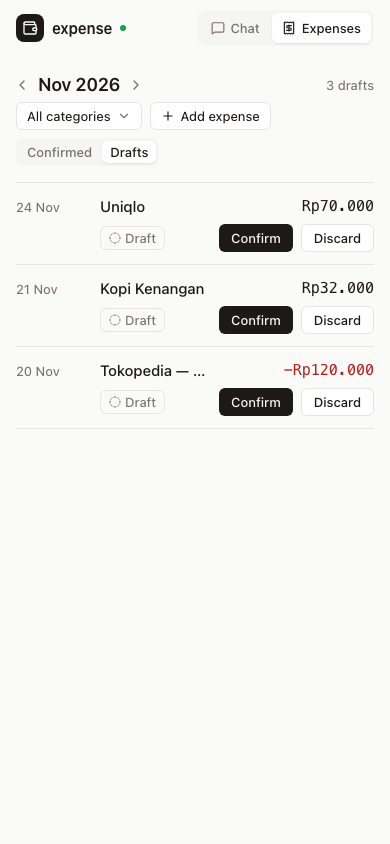 expense
Chat
Expenses
Nov 2026
3 drafts
All categories
Add expense
Confirmed
Drafts
24 Nov
Uniqlo
Rp70.000
Draft
Confirm
Discard
21 Nov
Kopi Kenangan
Rp32.000
Draft
Confirm
Discard
20 Nov
Tokopedia — ...
−Rp120.000
Draft
Confirm
Discard